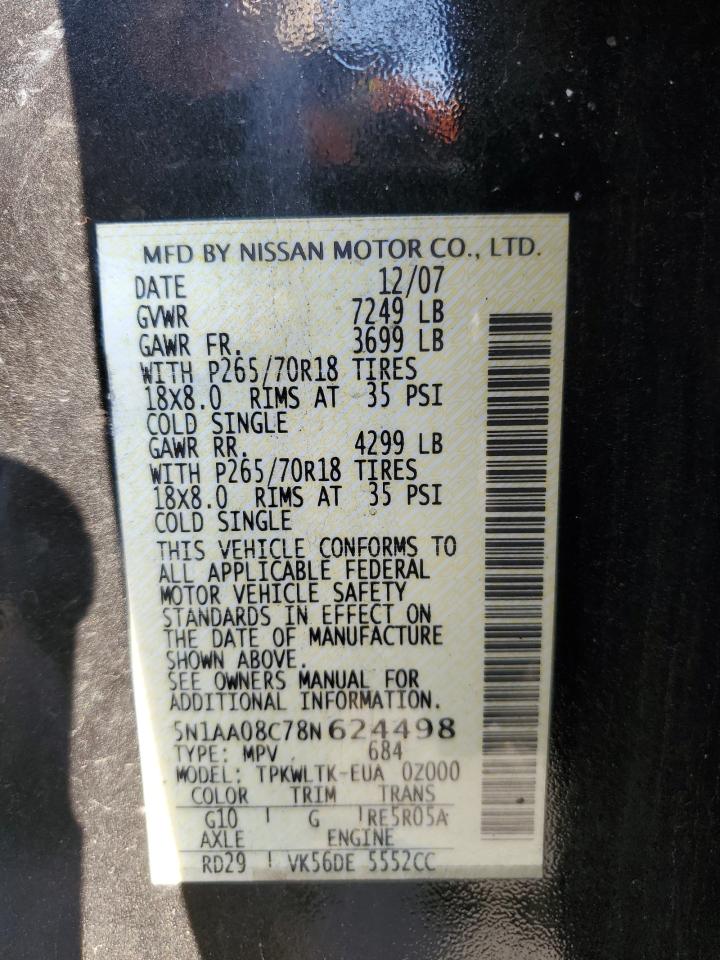 MFD BY NISSAN MOTOR CO., LTD.
DATE 12/07
GVWR 7249 LB
GAWR FR. 3699 LB
WITH P265/70R18 TIRES
18X8.0 RIMS AT 35 PSI
COLD SINGLE
GAWR RR. 4299 LB
WITH P265/70R18 TIRES
18X8.0 RIMS AT 35 PSI
COLD SINGLE
THIS VEHICLE CONFORMS TO
ALL APPLICABLE FEDERAL
MOTOR VEHICLE SAFETY
STANDARDS IN EFFECT ON
THE DATE OF MANUFACTURE
SHOWN ABOVE.
SEE OWNERS MANUAL FOR
ADDITIONAL INFORMATION.
5N1AA08C78N624498
TYPE: MPV 684
MODEL: TPKWLTK-EUA 0Z000
COLOR TRIM TRANS
G10 G RE5R05A
AXLE ENGINE
RD29 VK56DE 5552CC